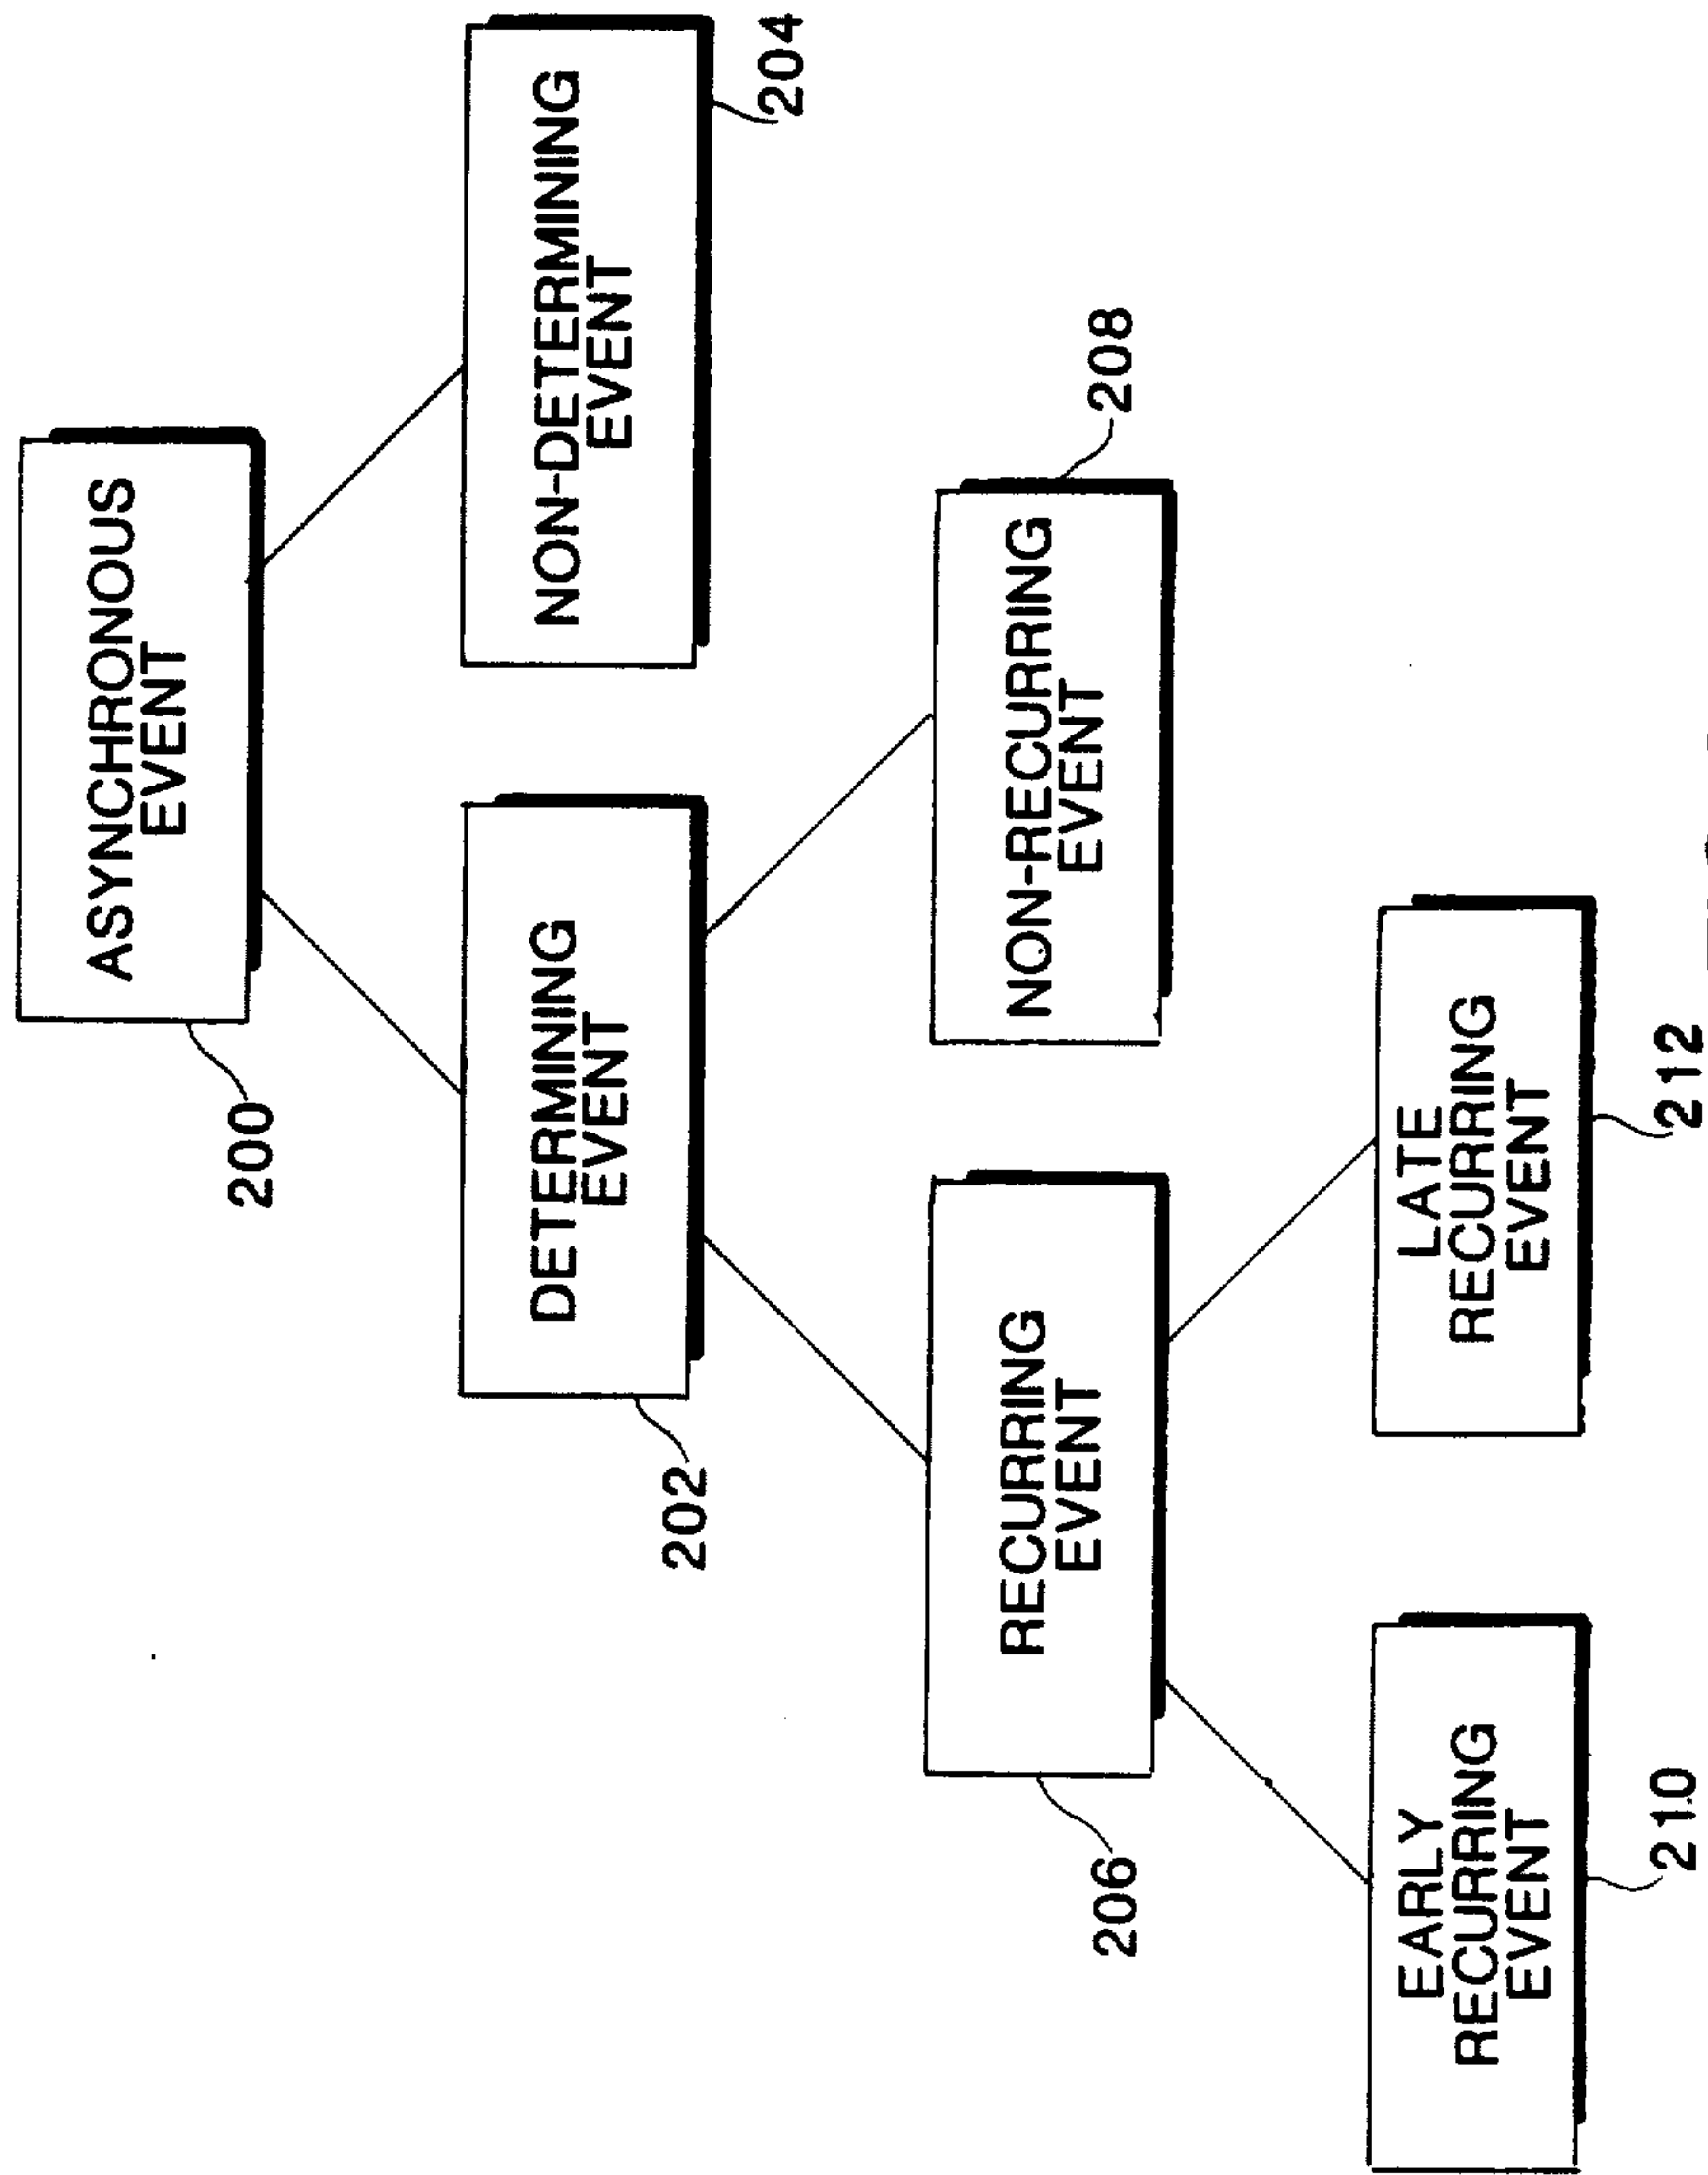 ASYNCHRONOUS
EVENT
200
DETERMINING
EVENT
202
NON-DETERMINING
EVENT
204
RECURRING
EVENT
206
NON-RECURRING
EVENT
208
EARLY
RECURRING
EVENT
210
LATE
RECURRING
EVENT
212